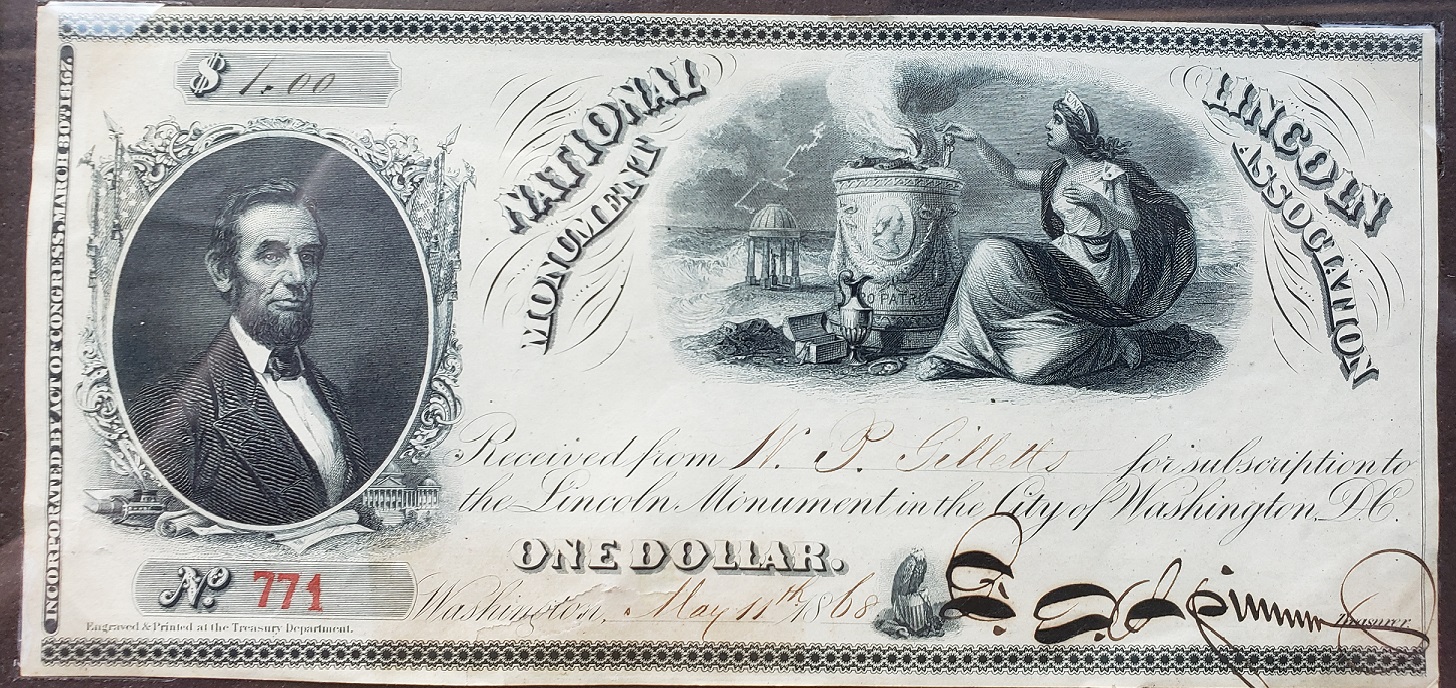 INCORPORATED BY ACT OF CONGRESS, MARCH 30TH 1867.
$ 1.00
NATIONAL
MONUMENT
LINCOLN
ASSOCIATION
O PATRI
Received from W. P. Gilletts for subscription to
the Lincoln Monument in the City of Washington, D.C.
ONE DOLLAR.
No. 771
Washington, May 11th 1868
F. E. Spinner Treasurer
Engraved & Printed at the Treasury Department.